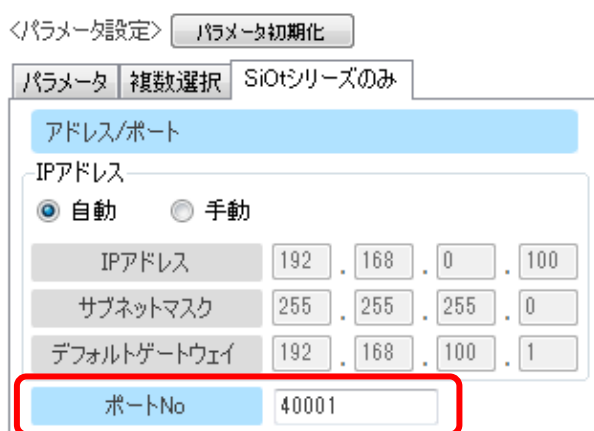 <パラメータ設定> パラメータ初期化
パラメータ 複数選択 SiOtシリーズのみ
アドレス/ポート
IPアドレス
自動 手動
IPアドレス 192 . 168 . 0 . 100
サブネットマスク 255 . 255 . 255 . 0
デフォルトゲートウェイ 192 . 168 . 100 . 1
ポートNo 40001